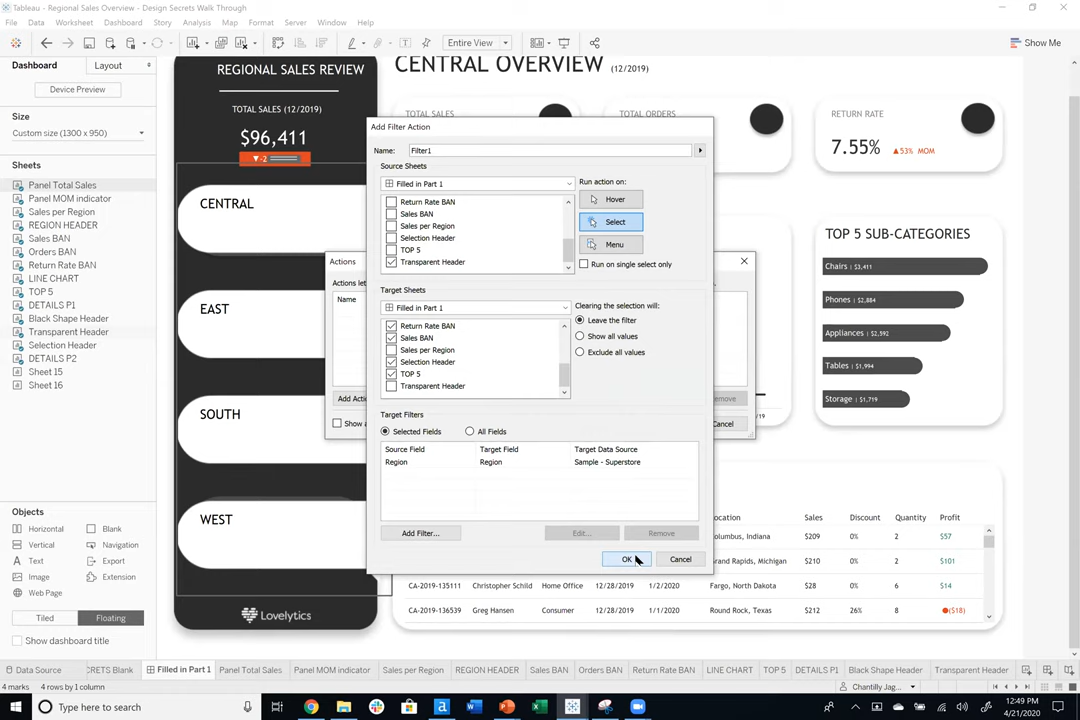 Tableau - Regional Sales Overview - Design Secrets Walk Through
File Data Worksheet Dashboard Story Analysis Map Format Server Window Help
Entire View
Show Me
Dashboard Layout
Device Preview
Size
Custom size (1300 x 950)
Sheets
Panel Total Sales
Panel MOM indicator
Sales per Region
REGION HEADER
Sales BAN
Orders BAN
Return Rate BAN
LINE CHART
TOP 5
DETAILS P1
Black Shape Header
Transparent Header
Selection Header
DETAILS P2
Sheet 15
Sheet 16
Objects
Horizontal Blank
Vertical Navigation
Text Export
Image Extension
Web Page
Tiled Floating
Show dashboard title
REGIONAL SALES REVIEW
TOTAL SALES (12/2019)
$96,411
▼-2
CENTRAL
EAST
SOUTH
WEST
Lovelytics
CENTRAL OVERVIEW (12/2019)
TOTAL SALES
TOTAL ORDERS
RETURN RATE
7.55% ▲53% MOM
TOP 5 SUB-CATEGORIES
Chairs | $3,411
Phones | $2,884
Appliances | $2,592
Tables | $1,994
Storage | $1,719
Actions
Name
Cancel
Add Filter Action
Name: Filter1
Source Sheets
Filled in Part 1
Return Rate BAN
Sales BAN
Sales per Region
Selection Header
TOP 5
Transparent Header
Run action on:
Hover
Select
Menu
Run on single select only
Target Sheets
Filled in Part 1
Return Rate BAN
Sales BAN
Sales per Region
Selection Header
TOP 5
Transparent Header
Clearing the selection will:
Leave the filter
Show all values
Exclude all values
Target Filters
Selected Fields All Fields
Source Field Target Field Target Data Source
Region Region Sample - Superstore
Add Filter... Edit... Remove
OK Cancel
Sales Discount Quantity Profit
Columbus, Indiana $209 0% 2 $57
Grand Rapids, Michigan $210 0% 2 $101
CA-2019-135111 Christopher Schild Home Office 12/28/2019 1/2/2020 Fargo, North Dakota $28 0% 6 $14
CA-2019-136539 Greg Hansen Consumer 12/28/2019 1/1/2020 Round Rock, Texas $212 26% 8 ($18)
Data Source CRETS Blank Filled in Part 1 Panel Total Sales Panel MOM indicator Sales per Region REGION HEADER Sales BAN Orders BAN Return Rate BAN LINE CHART TOP 5 DETAILS P1 Black Shape Header Transparent Header
4 marks 4 rows by 1 column
Chantilly Jag...
Type here to search
12:49 PM
4/21/2020